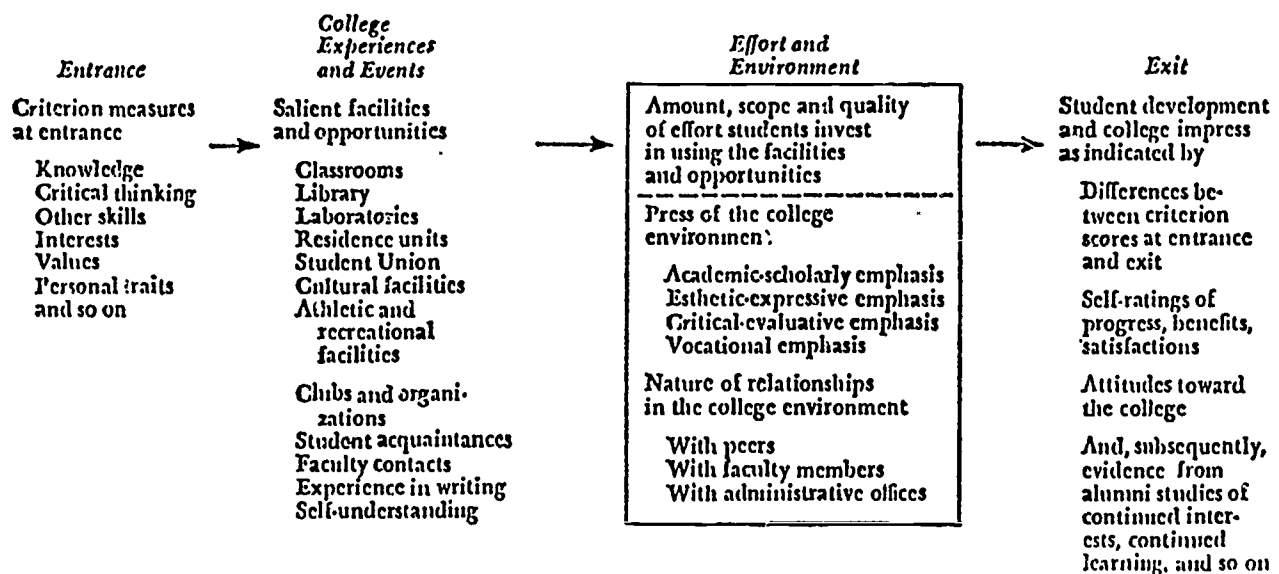 Entrance
Criterion measures
at entrance
Knowledge
Critical thinking
Other skills
Interests
Values
Personal traits
and so on
College
Experiences
and Events
Salient facilities
and opportunities
Classrooms
Library
Laboratories
Residence units
Student Union
Cultural facilities
Athletic and
recreational
facilities
Clubs and organi-
zations
Student acquaintances
Faculty contacts
Experience in writing
Self-understanding
Effort and
Environment
Amount, scope and quality
of effort students invest
in using the facilities
and opportunities
Press of the college
environment
Academic-scholarly emphasis
Esthetic-expressive emphasis
Critical-evaluative emphasis
Vocational emphasis
Nature of relationships
in the college environment
With peers
With faculty members
With administrative offices
Exit
Student development
and college impress
as indicated by
Differences be-
tween criterion
scores at entrance
and exit
Self-ratings of
progress, benefits,
satisfactions
Attitudes toward
the college
And, subsequently,
evidence from
alumni studies of
continued inter-
ests, continued
learning, and so on